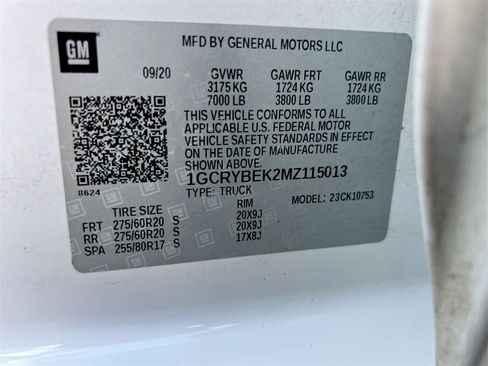 GM
MFD BY GENERAL MOTORS LLC
09/20 GVWR GAWR FRT GAWR RR
3175 KG 1724 KG 1724 KG
7000 LB 3800 LB 3800 LB
THIS VEHICLE CONFORMS TO ALL
APPLICABLE U.S. FEDERAL MOTOR
VEHICLE SAFETY STANDARDS IN EFFECT
ON THE DATE OF MANUFACTURE
SHOWN ABOVE.
8624
1GCRYBEK2MZ115013
TYPE: TRUCK MODEL: 23CK10753
TIRE SIZE RIM
FRT 275/60R20 S 20X9J
RR 275/60R20 S 20X9J
SPA 255/80R17 S 17X8J